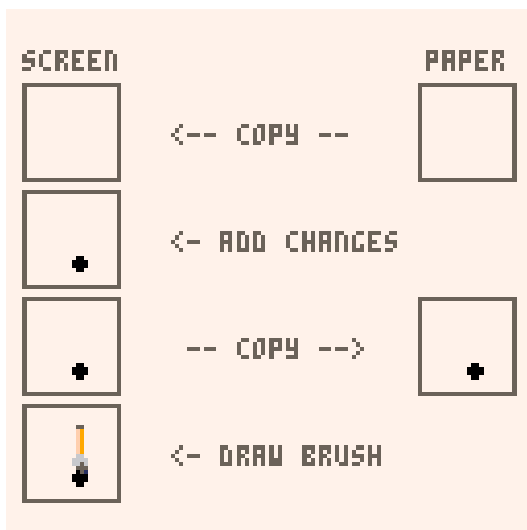 SCREEN PAPER
<-- COPY --
<- ADD CHANGES
-- COPY -->
<- DRAW BRUSH